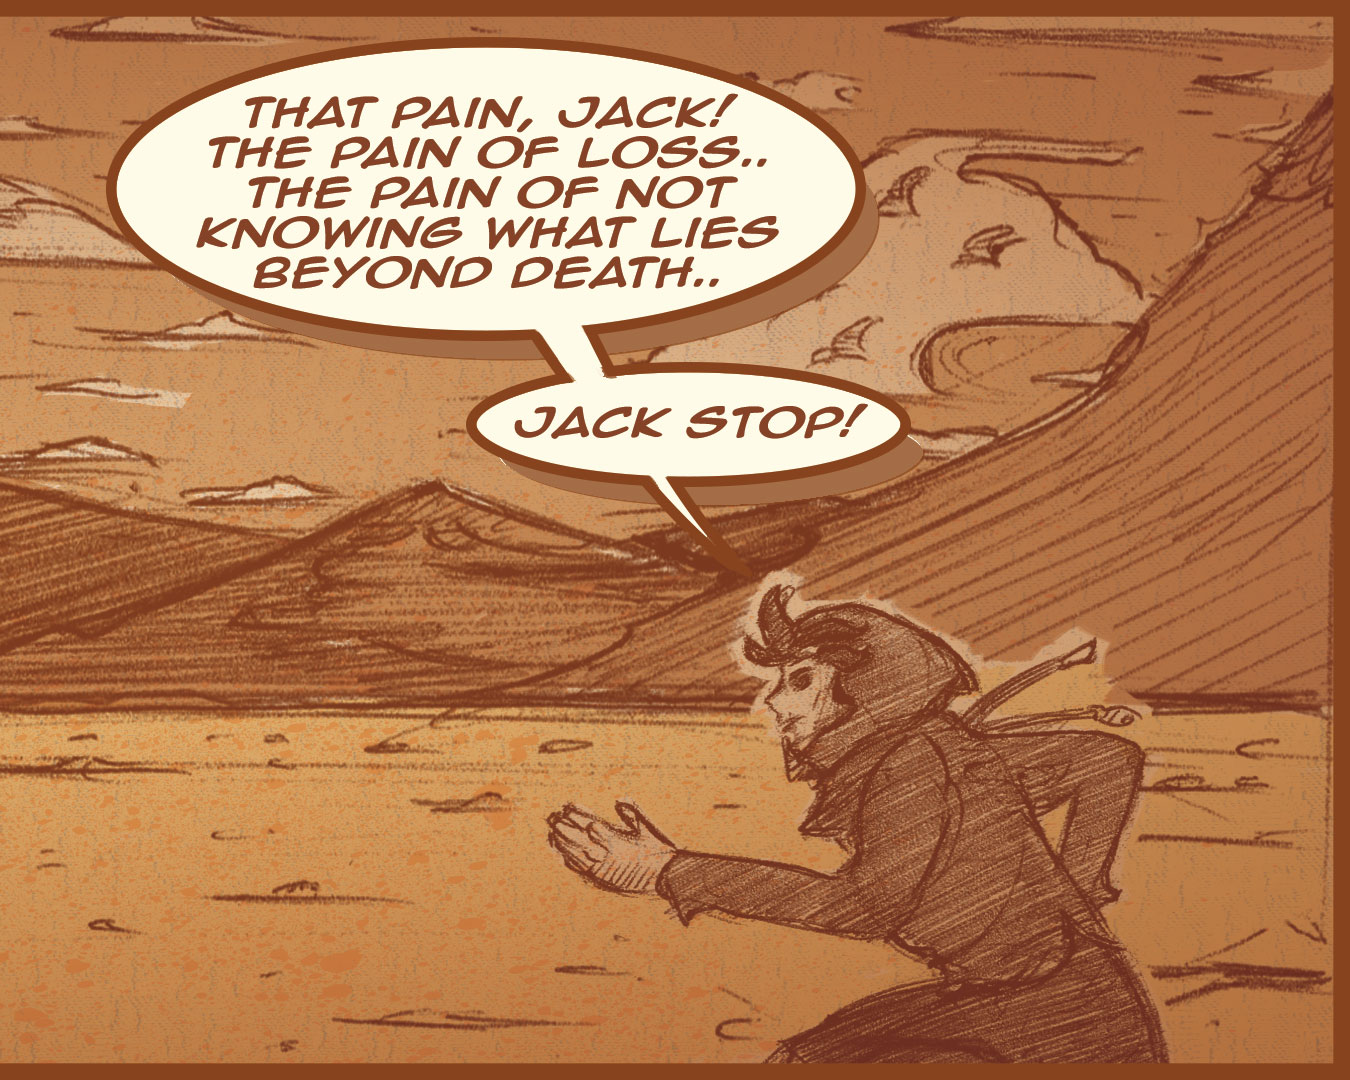 THAT PAIN, JACK!
THE PAIN OF LOSS..
THE PAIN OF NOT
KNOWING WHAT LIES
BEYOND DEATH..
JACK STOP!